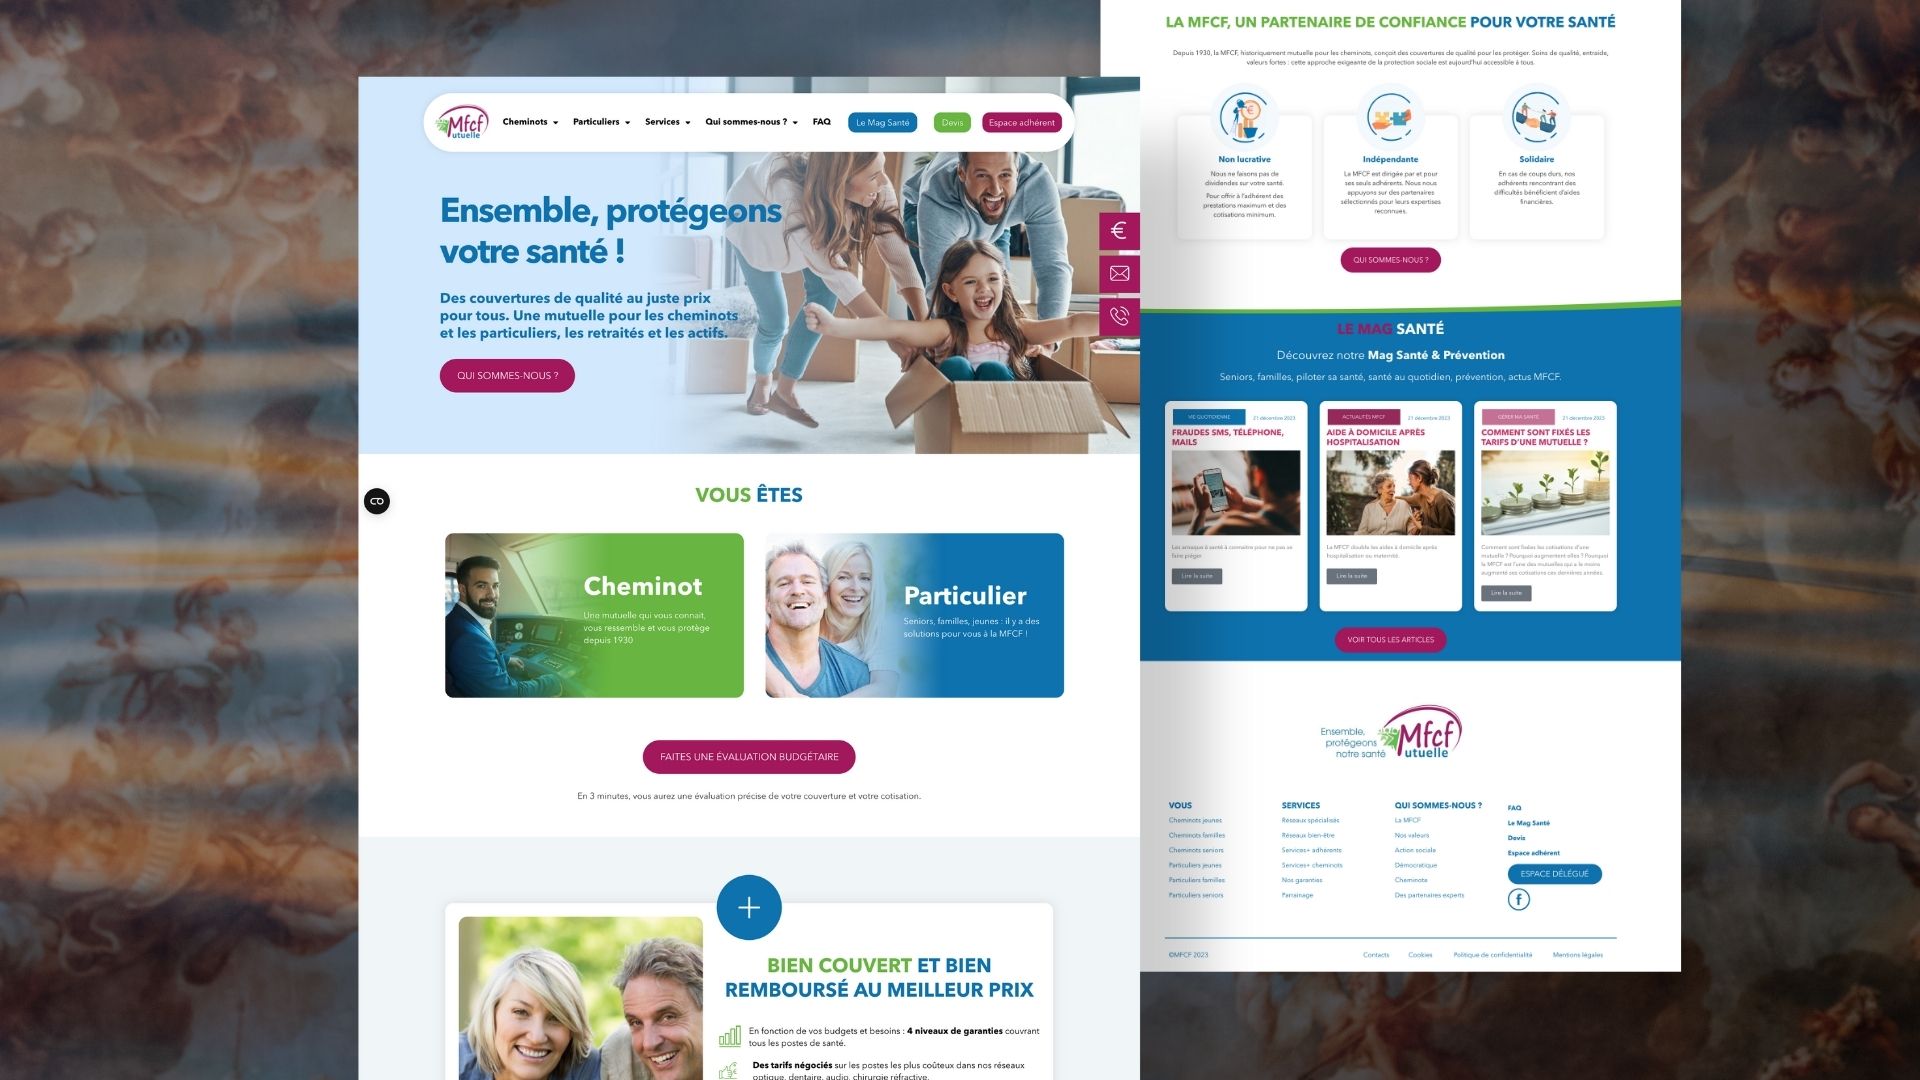 Mfcf
utuelle
Cheminots
Particuliers
Services
Qui sommes-nous ?
FAQ
Le Mag Santé
Devis
Espace adhérent
Ensemble, protégeons
votre santé !
Des couvertures de qualité au juste prix
pour tous. Une mutuelle pour les cheminots
et les particuliers, les retraités et les actifs.
QUI SOMMES-NOUS ?
VOUS ÊTES
Cheminot
Une mutuelle qui vous connait,
vous ressemble et vous protège
depuis 1930
Particulier
Seniors, familles, jeunes : il y a des
solutions pour vous à la MFCF !
FAITES UNE ÉVALUATION BUDGÉTAIRE
En 3 minutes, vous aurez une évaluation précise de votre couverture et votre cotisation.
BIEN COUVERT ET BIEN
REMBOURSÉ AU MEILLEUR PRIX
En fonction de vos budgets et besoins : 4 niveaux de garanties couvrant
tous les postes de santé.
Des tarifs négociés sur les postes les plus coûteux dans nos réseaux
optique, dentaire, audio, chirurgie réfractive.
LA MFCF, UN PARTENAIRE DE CONFIANCE POUR VOTRE SANTÉ
Depuis 1930, la MFCF, historiquement mutuelle pour les cheminots, conçoit des couvertures de qualité pour les protéger. Soins de qualité, entraide,
valeurs fortes : cette approche exigeante de la protection sociale est aujourd'hui accessible à tous.
Non lucrative
Nous ne faisons pas de
dividendes sur votre santé.
Pour offrir à l'adhérent des
prestations maximum et des
cotisations minimum.
Indépendante
La MFCF est dirigée par et pour
ses seuls adhérents. Nous nous
appuyons sur des partenaires
sélectionnés pour leurs expertises
reconnues.
Solidaire
En cas de coups durs, nos
adhérents rencontrant des
difficultés bénéficient d'aides
financières.
QUI SOMMES-NOUS ?
LE MAG SANTÉ
Découvrez notre Mag Santé & Prévention
Seniors, familles, piloter sa santé, santé au quotidien, prévention, actus MFCF.
VIE QUOTIDIENNE
21 décembre 2023
FRAUDES SMS, TÉLÉPHONE,
MAILS
Les arnaque à santé à connaitre pour ne pas se
faire piéger
Lire la suite
ACTUALITÉS MFCF
21 décembre 2023
AIDE À DOMICILE APRÈS
HOSPITALISATION
La MFCF double les aides à domicile après
hospitalisation ou maternité.
Lire la suite
GÉRER MA SANTÉ
21 décembre 2023
COMMENT SONT FIXÉS LES
TARIFS D'UNE MUTUELLE ?
Comment sont fixées les cotisations d'une
mutuelle ? Pourquoi augmentent elles ? Pourquoi
la MFCF est l'une des mutuelles qui a le moins
augmenté ses cotisations ces dernières années.
Lire la suite
VOIR TOUS LES ARTICLES
Ensemble,
protégeons
notre santé
Mfcf
utuelle
VOUS
Cheminots jeunes
Cheminots familles
Cheminots seniors
Particuliers jeunes
Particuliers familles
Particuliers seniors
SERVICES
Réseaux spécialisés
Réseaux bien-être
Services+ adhérents
Services+ cheminots
Nos garanties
Parrainage
QUI SOMMES-NOUS ?
La MFCF
Nos valeurs
Action sociale
Démocratique
Cheminote
Des partenaires experts
FAQ
Le Mag Santé
Devis
Espace adhérent
ESPACE DÉLÉGUÉ
©MFCF 2023
Contacts
Cookies
Politique de confidentialité
Mentions légales